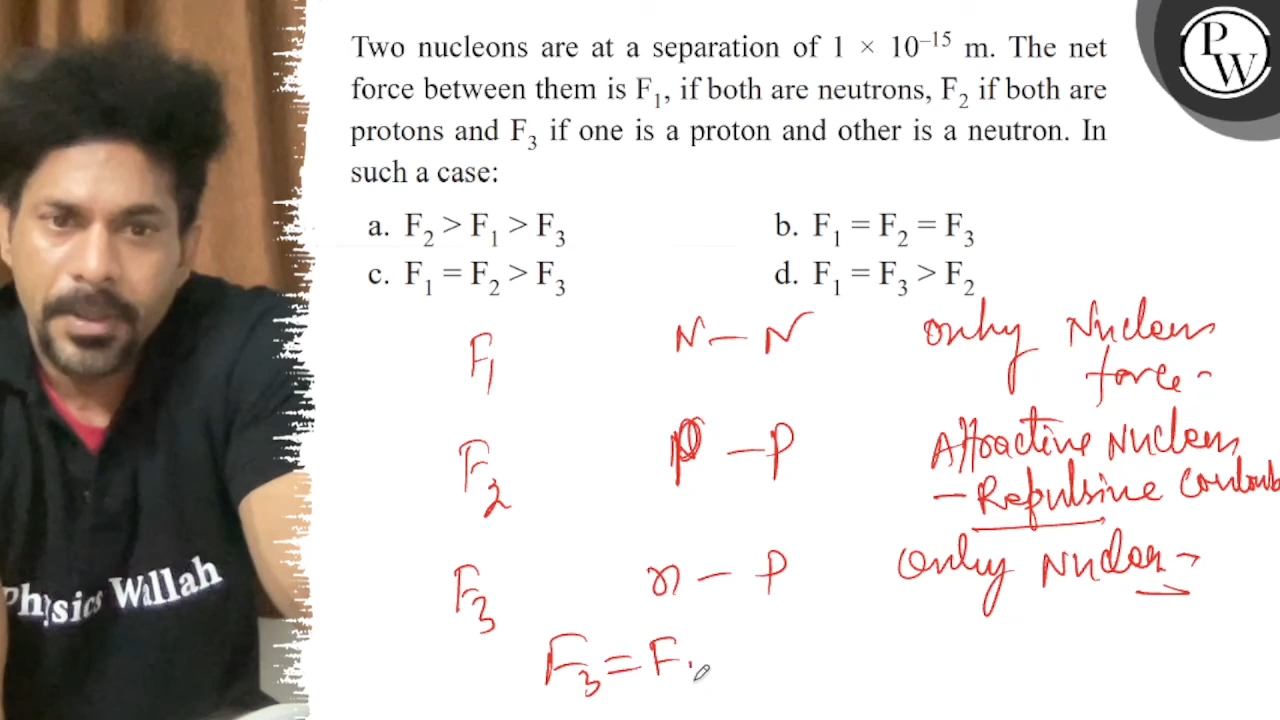 PW
Two nucleons are at a separation of 1 × 10⁻¹⁵ m. The net
force between them is F₁, if both are neutrons, F₂ if both are
protons and F₃ if one is a proton and other is a neutron. In
such a case:
a. F₂ > F₁ > F₃ b. F₁ = F₂ = F₃
c. F₁ = F₂ > F₃ d. F₁ = F₃ > F₂
F₁ N – N only Nuclear
force -
F₂ P – P Attractive Nuclear
– Repulsive Coulomb
F₃ n – P only Nuclear
F₃ = F
Physics Wallah